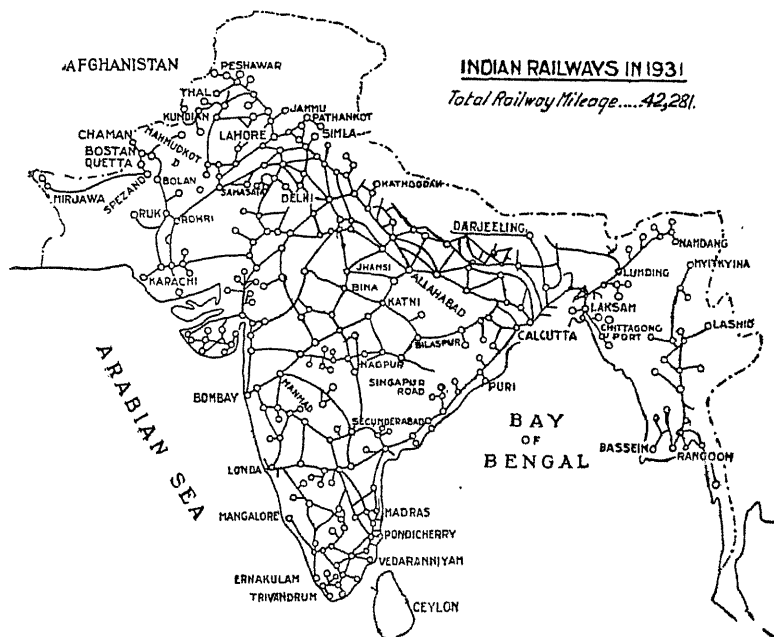 INDIAN RAILWAYS IN 1931
Total Railway Mileage.....42,281.
AFGHANISTAN
PESHAWAR
THAL
KUNDIAN
JAMMU
PATHANKOT
LAHORE
SIMLA
CHAMAN
MAHMUDKOT
BOSTAN
QUETTA
BOLAN
SPEZAND
MIRJAWA
SAMASATA
DELHI
KATHGODAM
RUK
ROHRI
DARJEELING
NAMDANG
KARACHI
JHANSI
ALLAHABAD
LUMDING
MYITKYINA
BINA
KATNI
LAKSAM
CALCUTTA
CHITTAGONG
PORT
LASHIO
BILASPUR
NAGPUR
ARABIAN SEA
BOMBAY
MANMAD
SINGAPUR
ROAD
PURI
SECUNDERABAD
BAY
OF
BENGAL
BASSEIN
RANGOON
LONDA
MANGALORE
MADRAS
PONDICHERRY
VEDARANNIYAM
ERNAKULAM
TRIVANDRUM
CEYLON